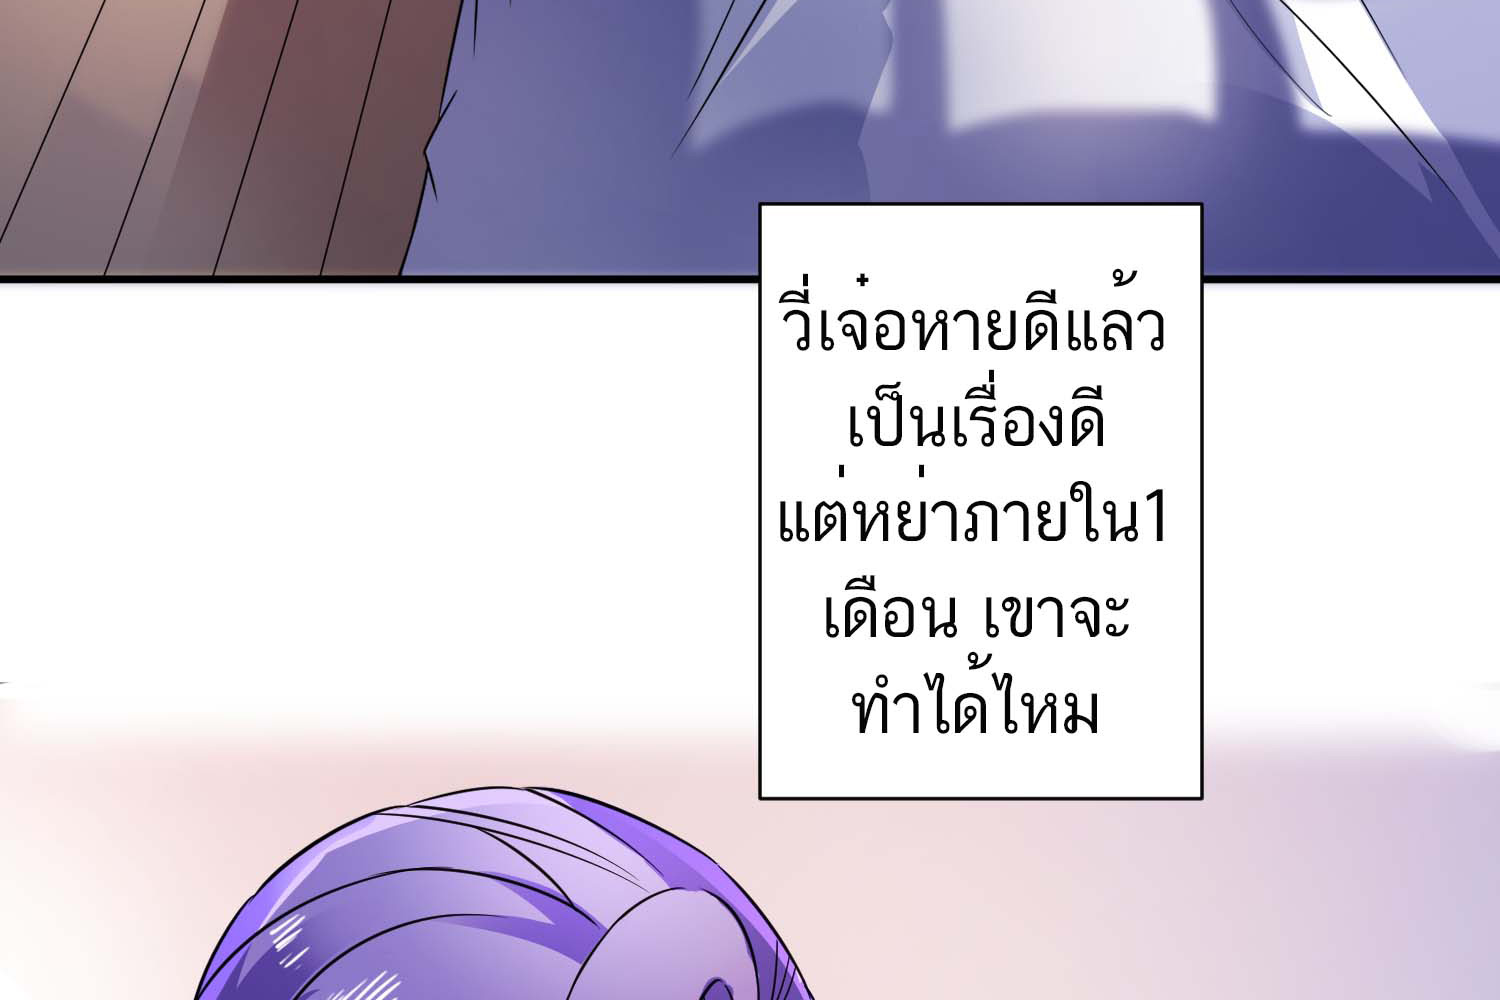 วี่เจ๋อหายดีแล้ว
เป็นเรื่องดี
แต่หย่าภายใน1
เดือน เขาจะ
ทำได้ไหม